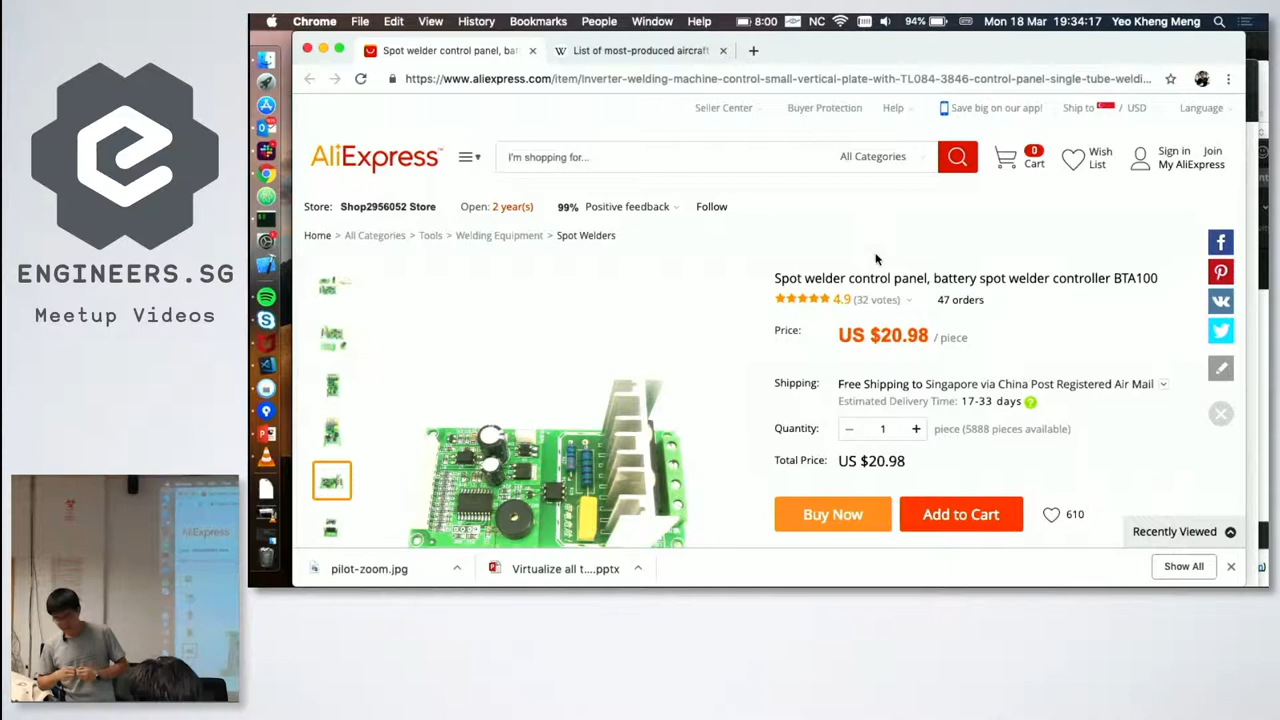 Chrome File Edit View History Bookmarks People Window Help 8:00 NC 94% Mon 18 Mar 19:34:17 Yeo Kheng Meng
Spot welder control panel, bat
List of most-produced aircraft
https://www.aliexpress.com/item/Inverter-welding-machine-control-small-vertical-plate-with-TL084-3846-control-panel-single-tube-weldi...
Seller Center Buyer Protection Help Save big on our app! Ship to / USD Language
AliExpress™
I'm shopping for... All Categories
0
Cart
Wish
List
Sign in Join
My AliExpress
Store: Shop2956052 Store Open: 2 year(s) 99% Positive feedback Follow
Home > All Categories > Tools > Welding Equipment > Spot Welders
Spot welder control panel, battery spot welder controller BTA100
4.9 (32 votes) 47 orders
Price: US $20.98 / piece
Shipping: Free Shipping to Singapore via China Post Registered Air Mail
Estimated Delivery Time: 17-33 days ?
Quantity: − 1 + piece (5888 pieces available)
Total Price: US $20.98
Buy Now Add to Cart 610
Recently Viewed
pilot-zoom.jpg
Virtualize all t....pptx
Show All
ENGINEERS.SG
Meetup Videos
AliExpress